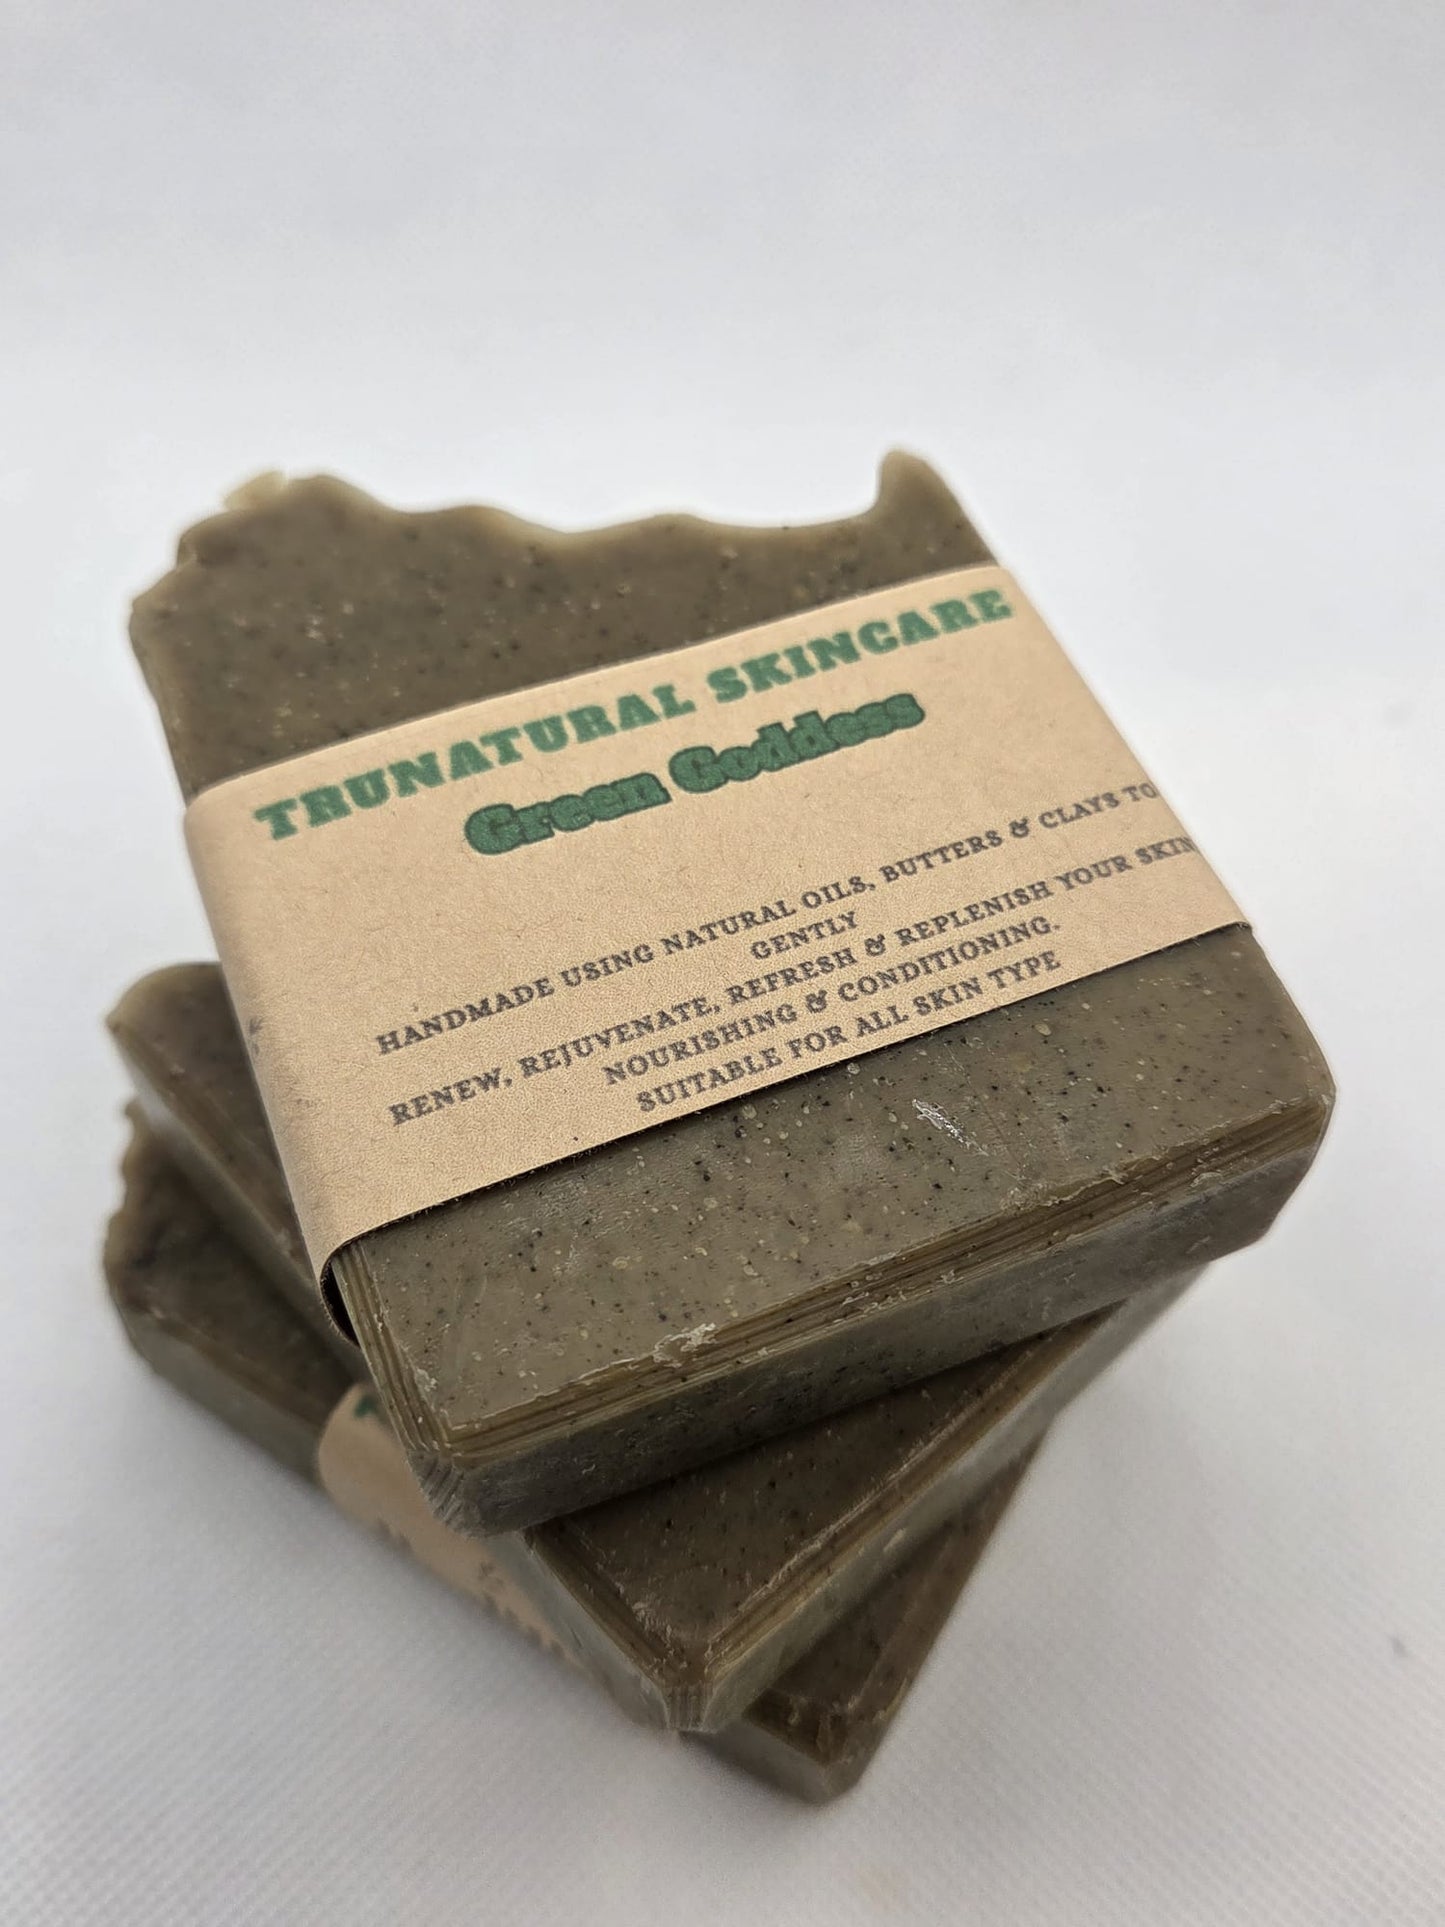 TRUNATURAL SKINCARE
Green Goddess
HANDMADE USING NATURAL OILS, BUTTERS & CLAYS TO
GENTLY
RENEW, REJUVENATE, REFRESH & REPLENISH YOUR SKIN
NOURISHING & CONDITIONING.
SUITABLE FOR ALL SKIN TYPE